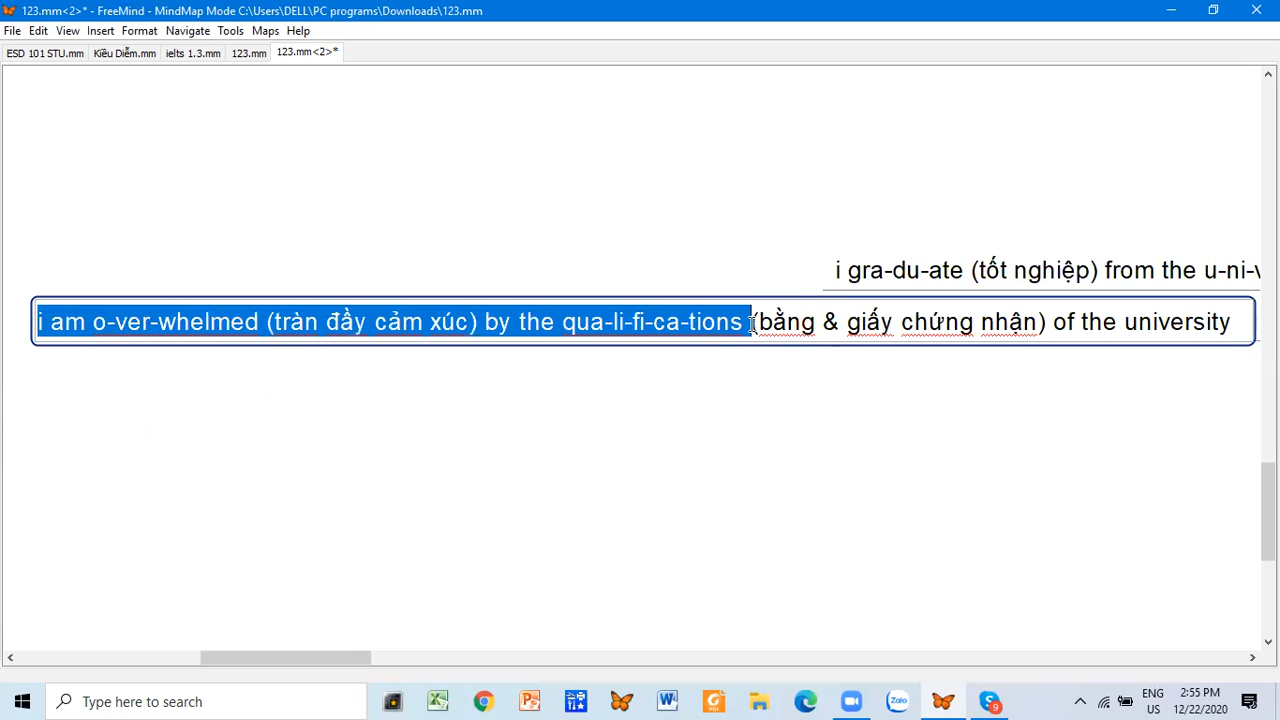 123.mm<2>* - FreeMind - MindMap Mode C:\Users\DELL\PC programs\Downloads\123.mm
File Edit View Insert Format Navigate Tools Maps Help
ESD 101 STU.mm Kiều Diễm.mm ielts 1.3.mm 123.mm 123.mm<2>*
i gra-du-ate (tốt nghiệp) from the u-ni-
i am o-ver-whelmed (tràn đầy cảm xúc) by the qua-li-fi-ca-tions (bằng & giấy chứng nhận) of the university
Type here to search
Zalo
9
ENG
US
2:55 PM
12/22/2020